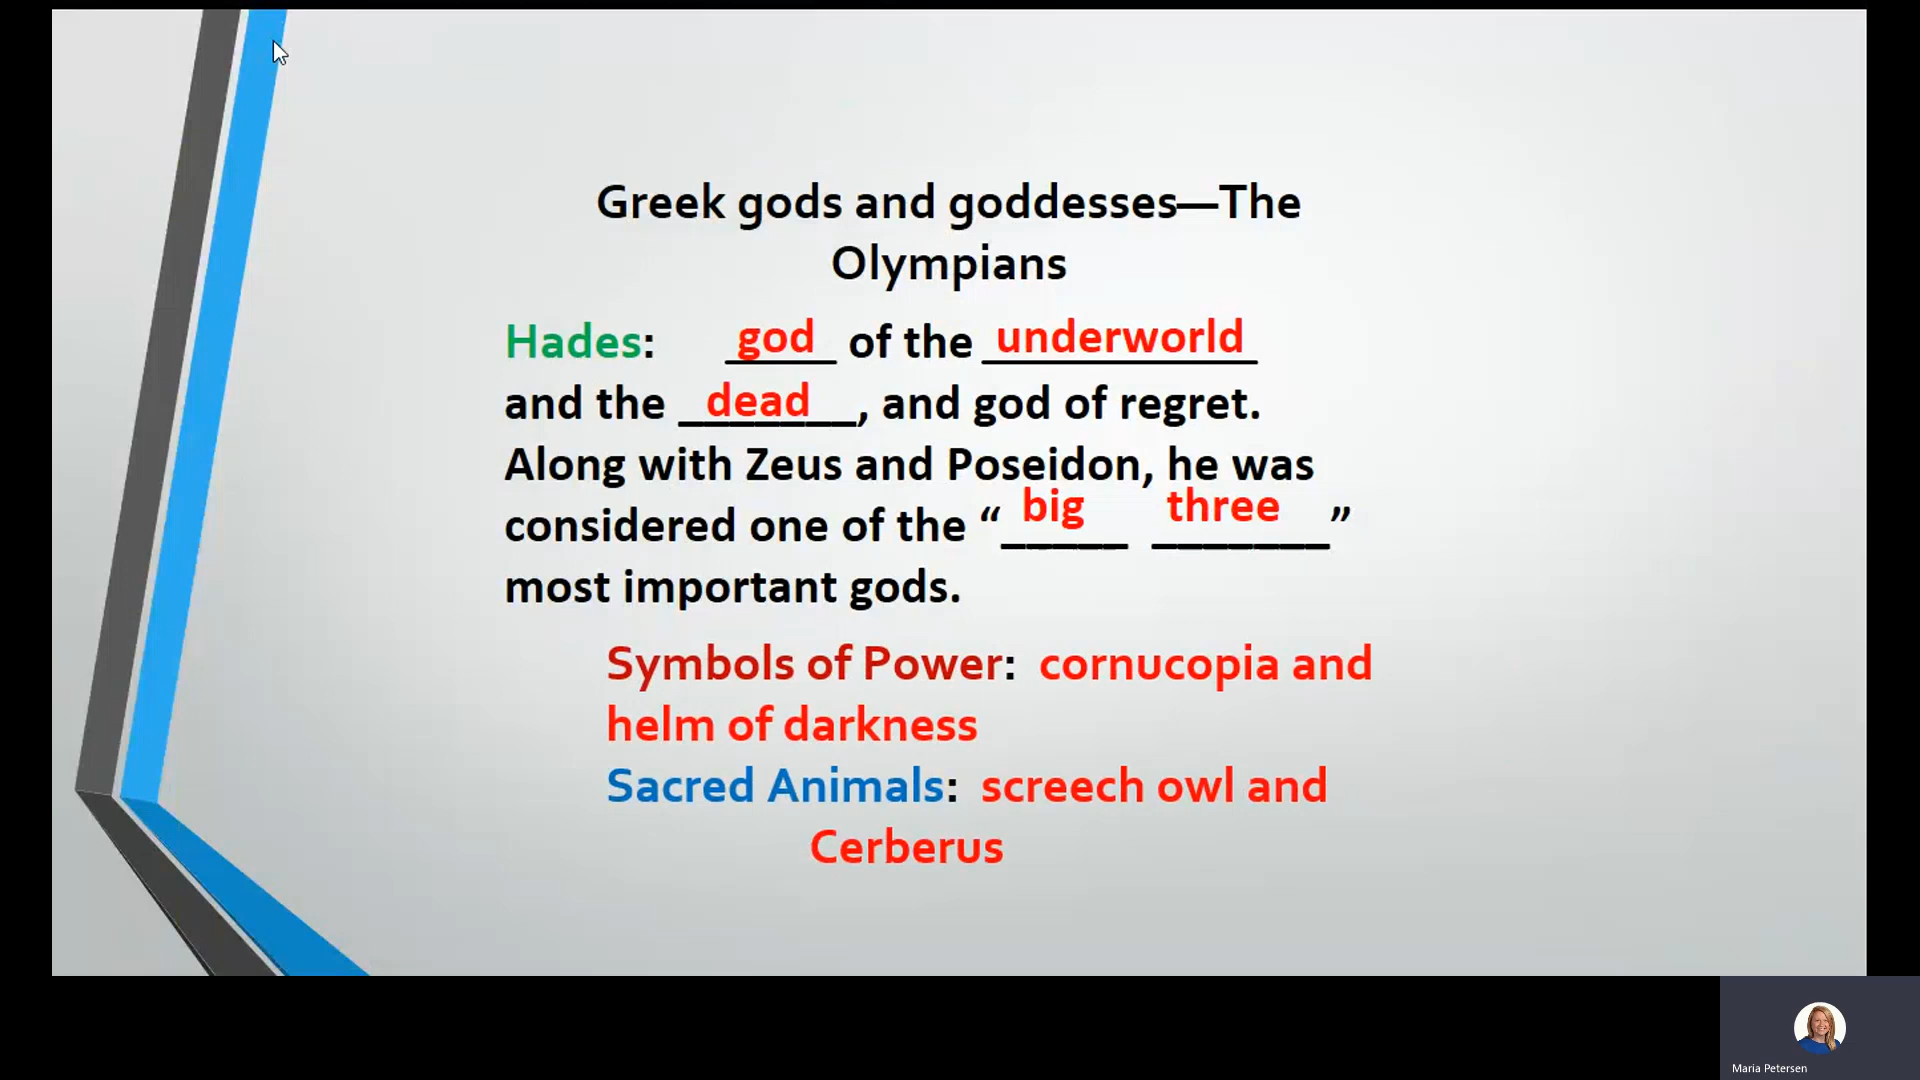 Greek gods and goddesses—The
Olympians
Hades: god of the underworld
and the dead, and god of regret.
Along with Zeus and Poseidon, he was
considered one of the “big three”
most important gods.
Symbols of Power: cornucopia and
helm of darkness
Sacred Animals: screech owl and
Cerberus
Maria Petersen